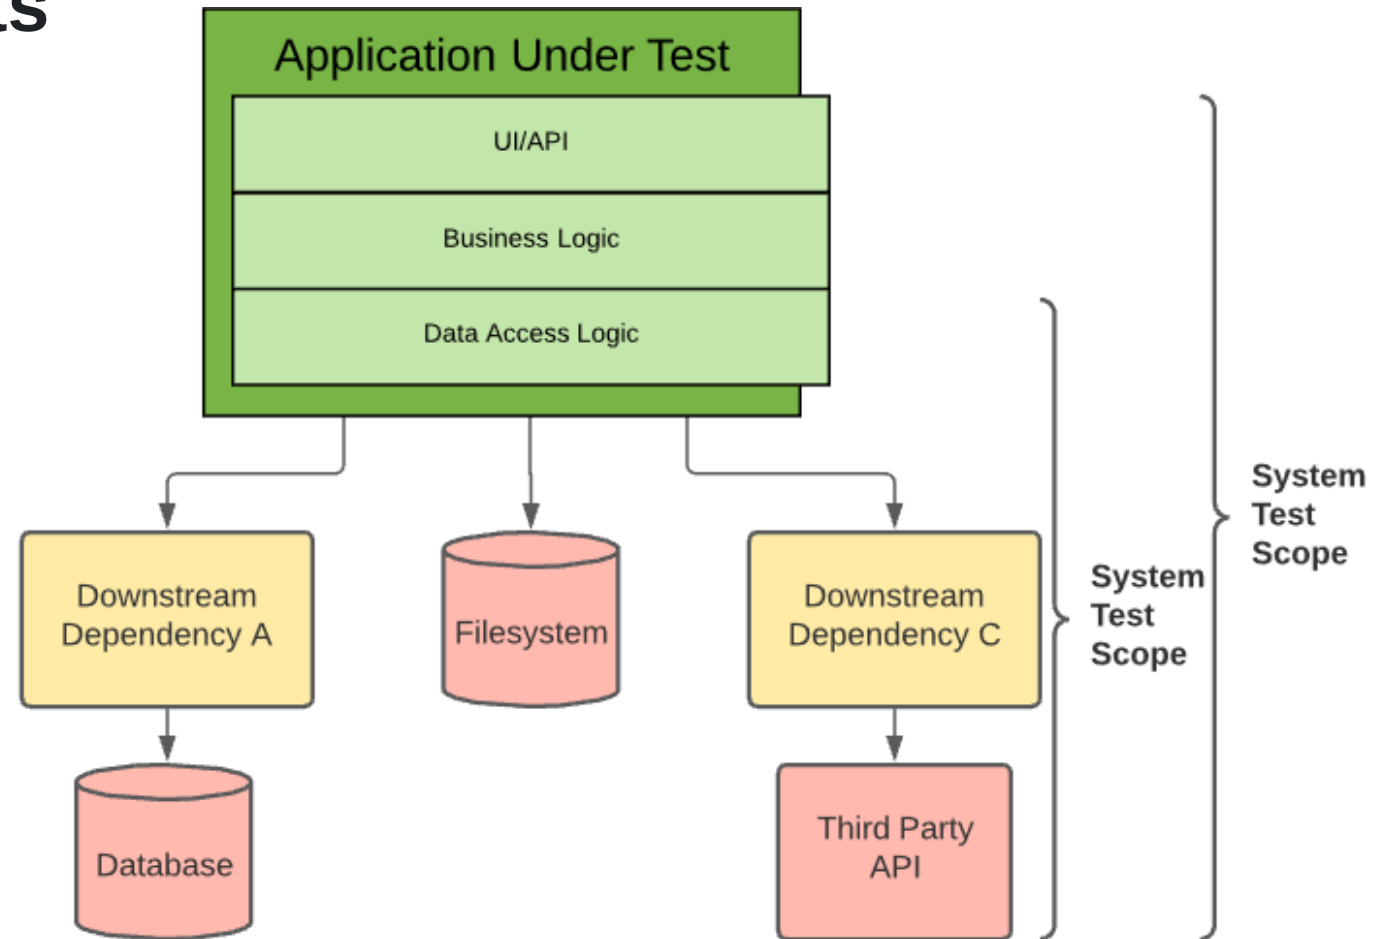 Application Under Test
UI/API
Business Logic
Data Access Logic
Downstream
Dependency A
Filesystem
Downstream
Dependency C
Database
Third Party
API
System
Test
Scope
System
Test
Scope